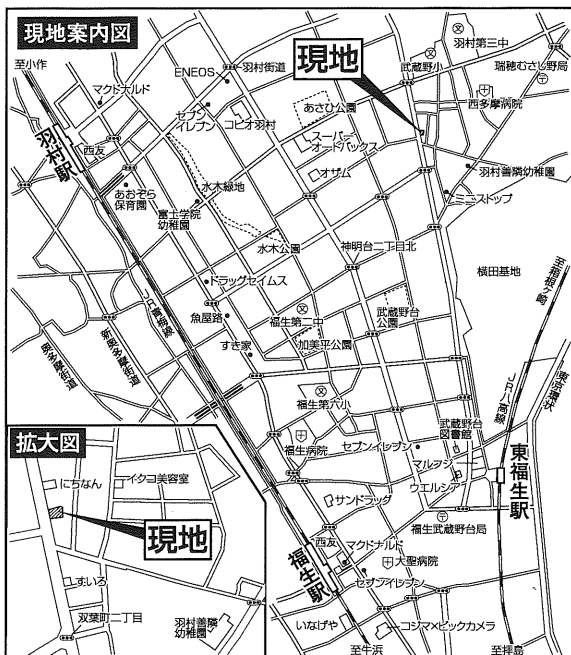 現地案内図
至小作
ENEOS
羽村街道
現地
羽村第三中
武蔵野小
瑞穂むさし野局
マクドナルド
セブン
イレブン
コピオ羽村
あさひ公園
西多摩病院
スーパー
オートバックス
羽村駅
西友
オザム
羽村善隣幼稚園
あおぞら
保育園
水木緑地
富士学院
幼稚園
ミニストップ
水木公園
神明台二丁目北
至箱根ヶ崎
横田基地
ドラッグセイムス
JR青梅線
魚屋路
福生第二中
武蔵野台
公園
すき家
加美平公園
新奥多摩街道
奥多摩街道
JR八高線
東京環状
福生第六小
武蔵野台
図書館
福生病院
セブンイレブン
マルフジ
ウエルシア
東福生駅
サンドラッグ
福生武蔵野台局
西友
マクドナルド
大聖病院
福生駅
セブンイレブン
いなげや
コジマ×ビックカメラ
至牛浜
至拝島
拡大図
にちなん
イタコ美容室
現地
すいろ
双葉町二丁目
羽村善隣
幼稚園